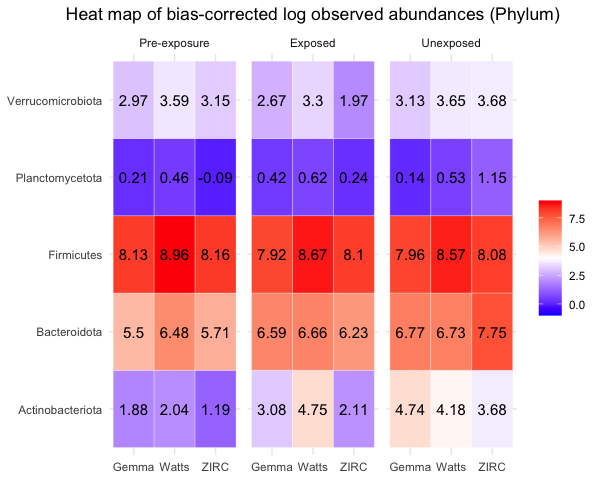 Heat map of bias-corrected log observed abundances (Phylum)
Pre-exposure Exposed Unexposed
Verrucomicrobiota 2.97 3.59 3.15 2.67 3.3 1.97 3.13 3.65 3.68
Planctomycetota 0.21 0.46 -0.09 0.42 0.62 0.24 0.14 0.53 1.15
Firmicutes 8.13 8.96 8.16 7.92 8.67 8.1 7.96 8.57 8.08
Bacteroidota 5.5 6.48 5.71 6.59 6.66 6.23 6.77 6.73 7.75
Actinobacteriota 1.88 2.04 1.19 3.08 4.75 2.11 4.74 4.18 3.68
Gemma Watts ZIRC Gemma Watts ZIRC Gemma Watts ZIRC
7.5
5.0
2.5
0.0